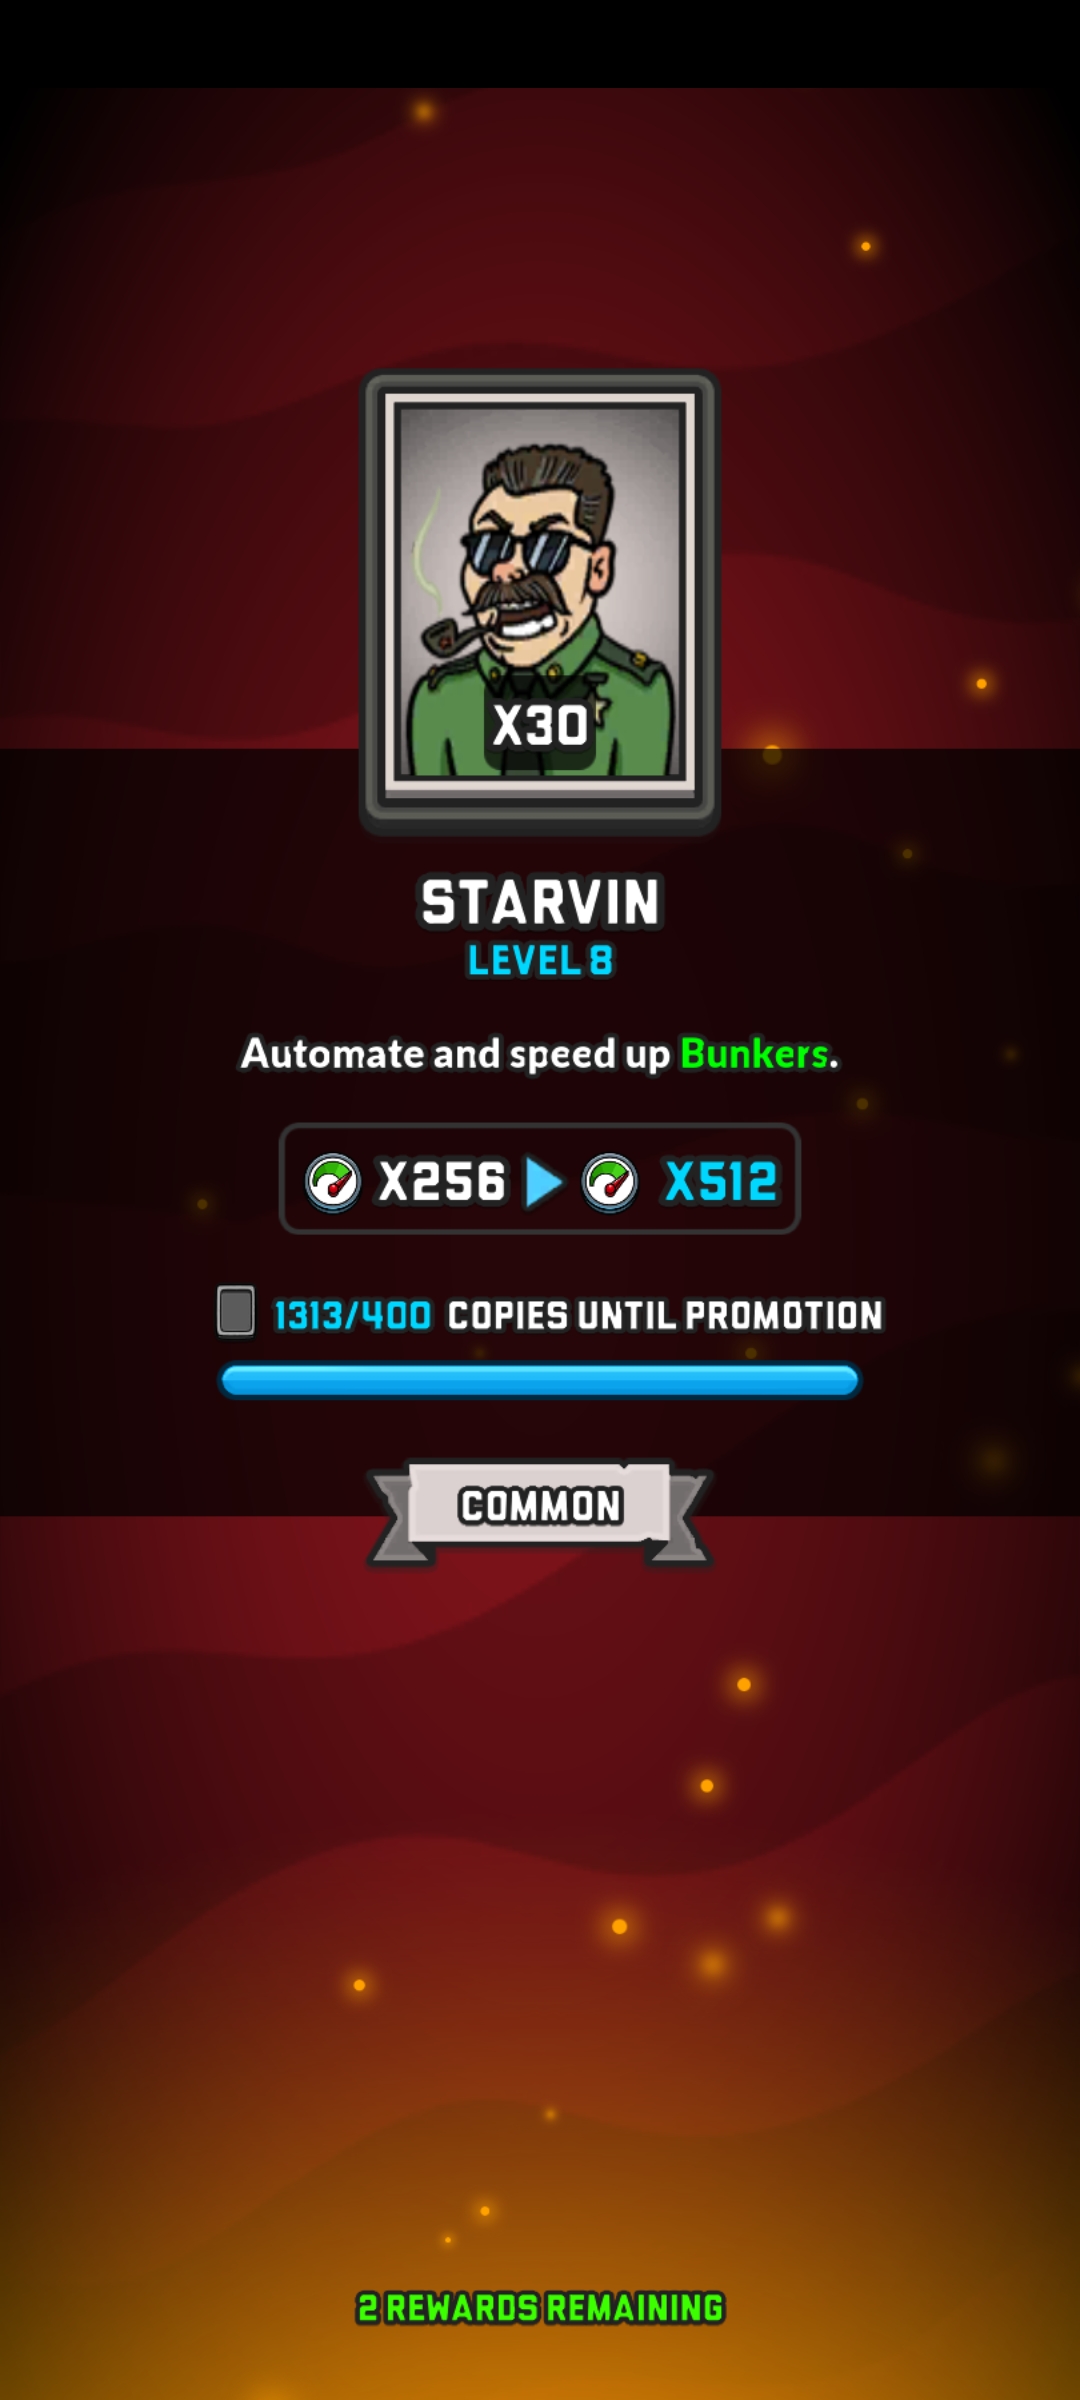 X30
STARVIN
LEVEL 8
Automate and speed up Bunkers.
X256 X512
1313/400 COPIES UNTIL PROMOTION
COMMON
2 REWARDS REMAINING